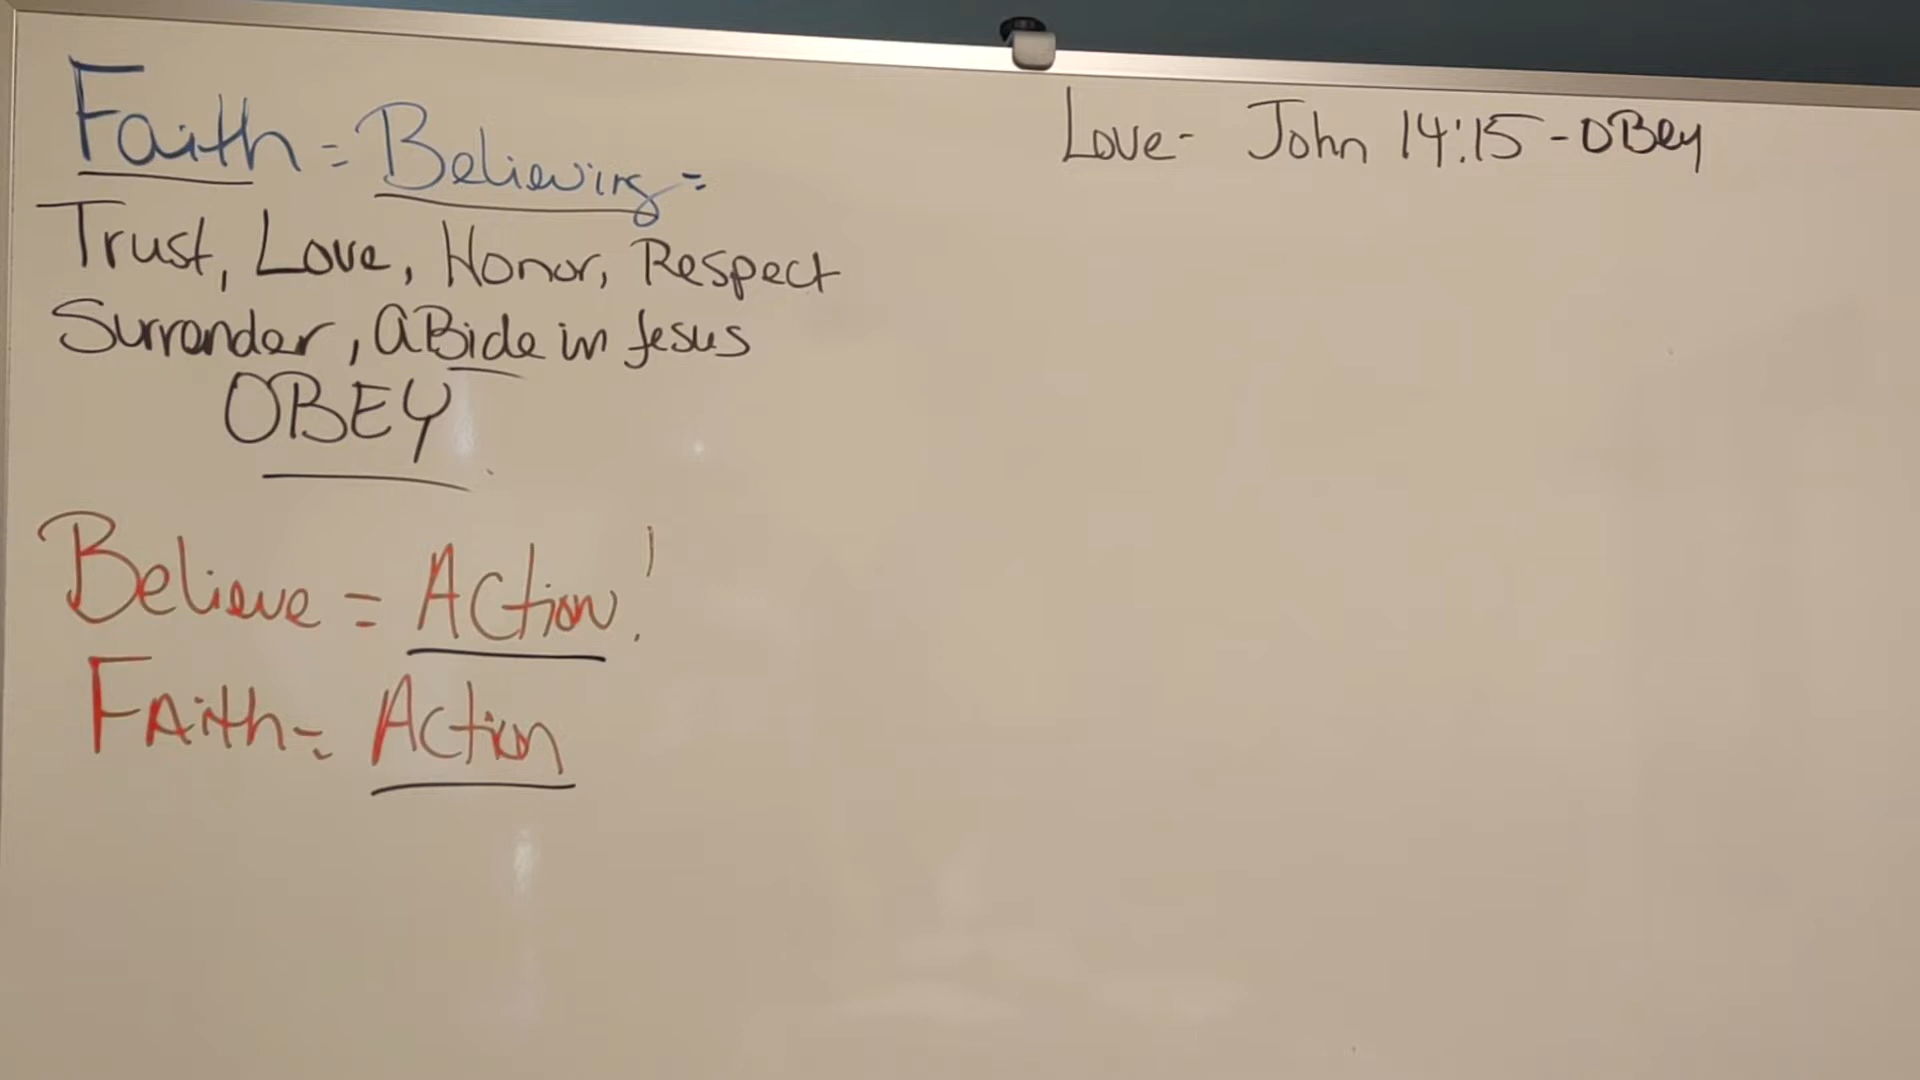 Faith = Believing =
Trust, Love, Honor, Respect
Surrender, ABide in Jesus
OBEY
Believe = Action!
FAith = Action
Love - John 14:15 - OBey